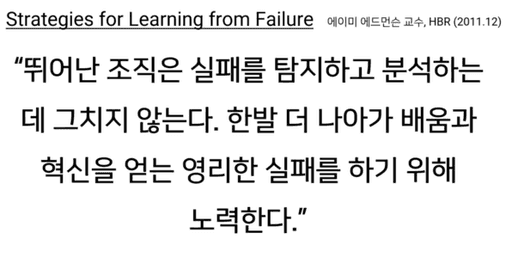 Strategies for Learning from Failure 에이미 에드먼슨 교수, HBR (2011.12)
“뛰어난 조직은 실패를 탐지하고 분석하는
데 그치지 않는다. 한발 더 나아가 배움과
혁신을 얻는 영리한 실패를 하기 위해
노력한다.”